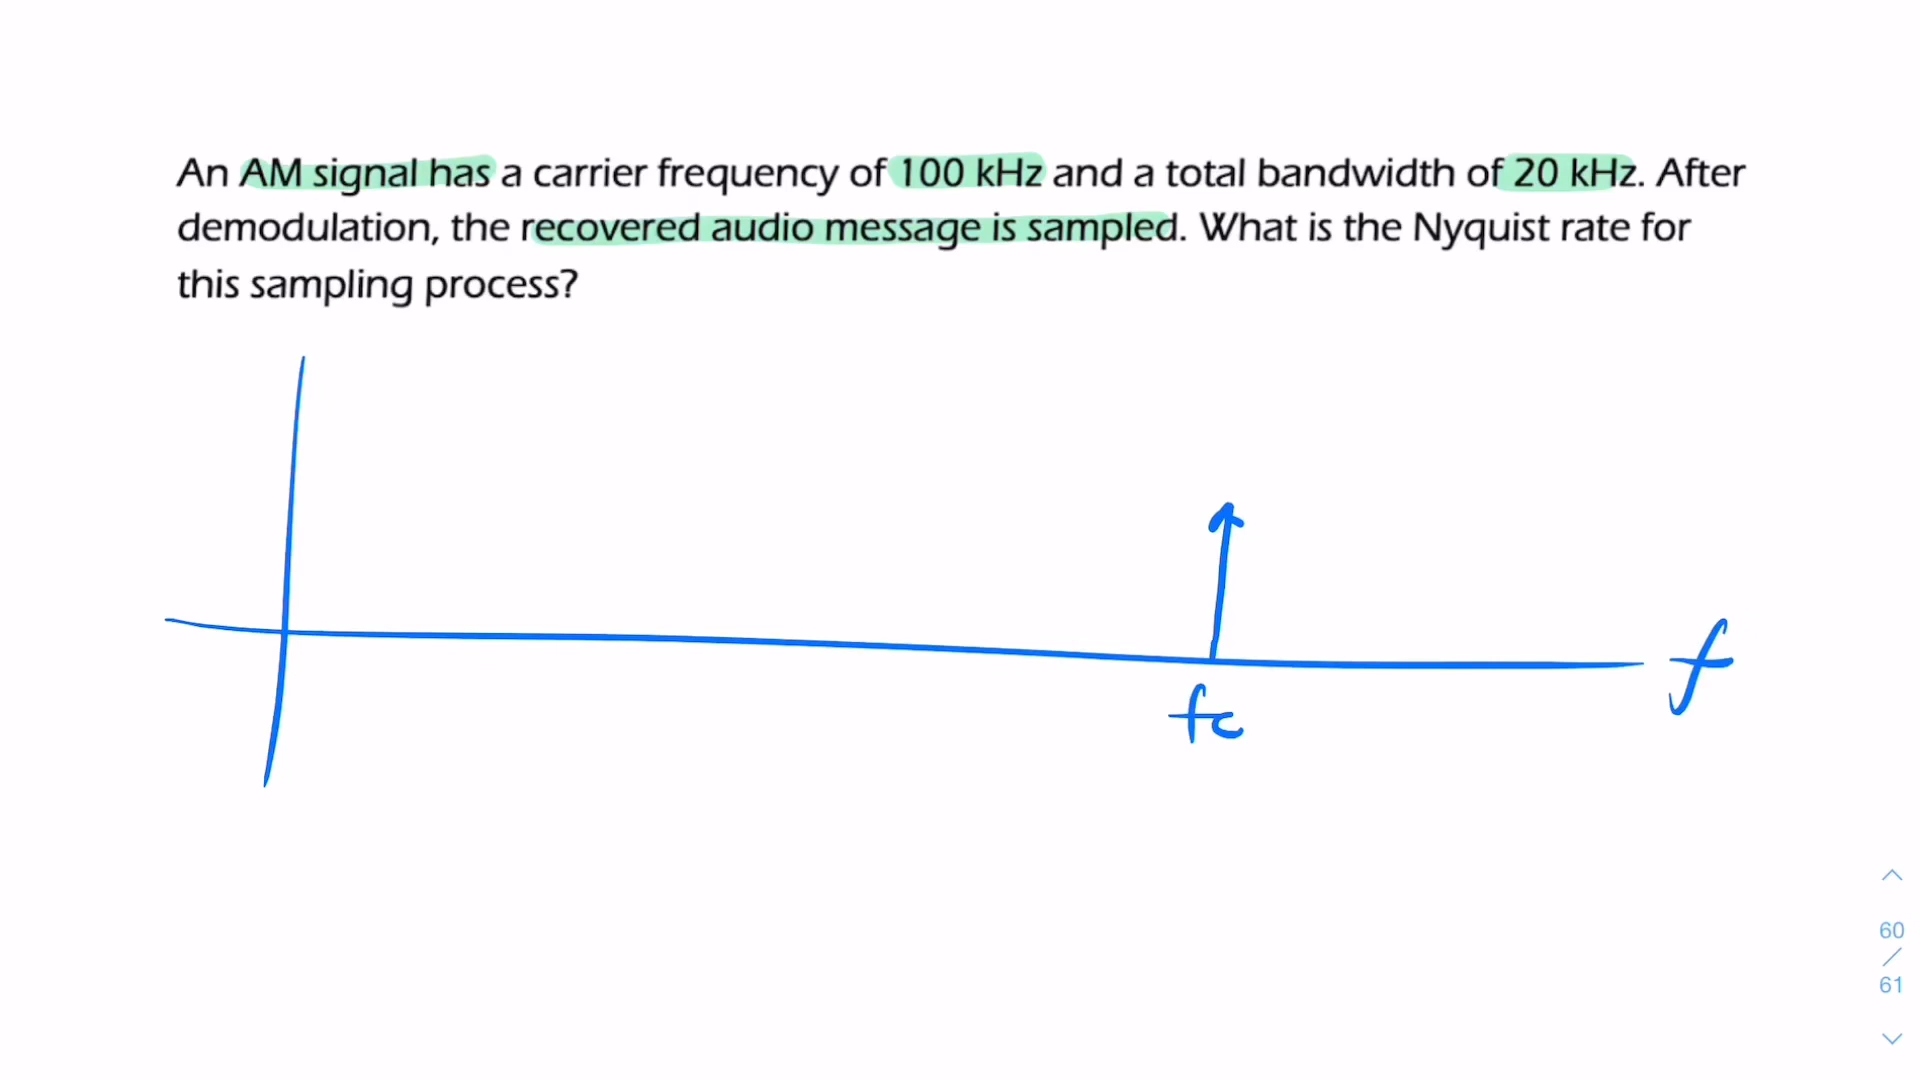 An AM signal has a carrier frequency of 100 kHz and a total bandwidth of 20 kHz. After
demodulation, the recovered audio message is sampled. What is the Nyquist rate for
this sampling process?
f
fc
60
/
61